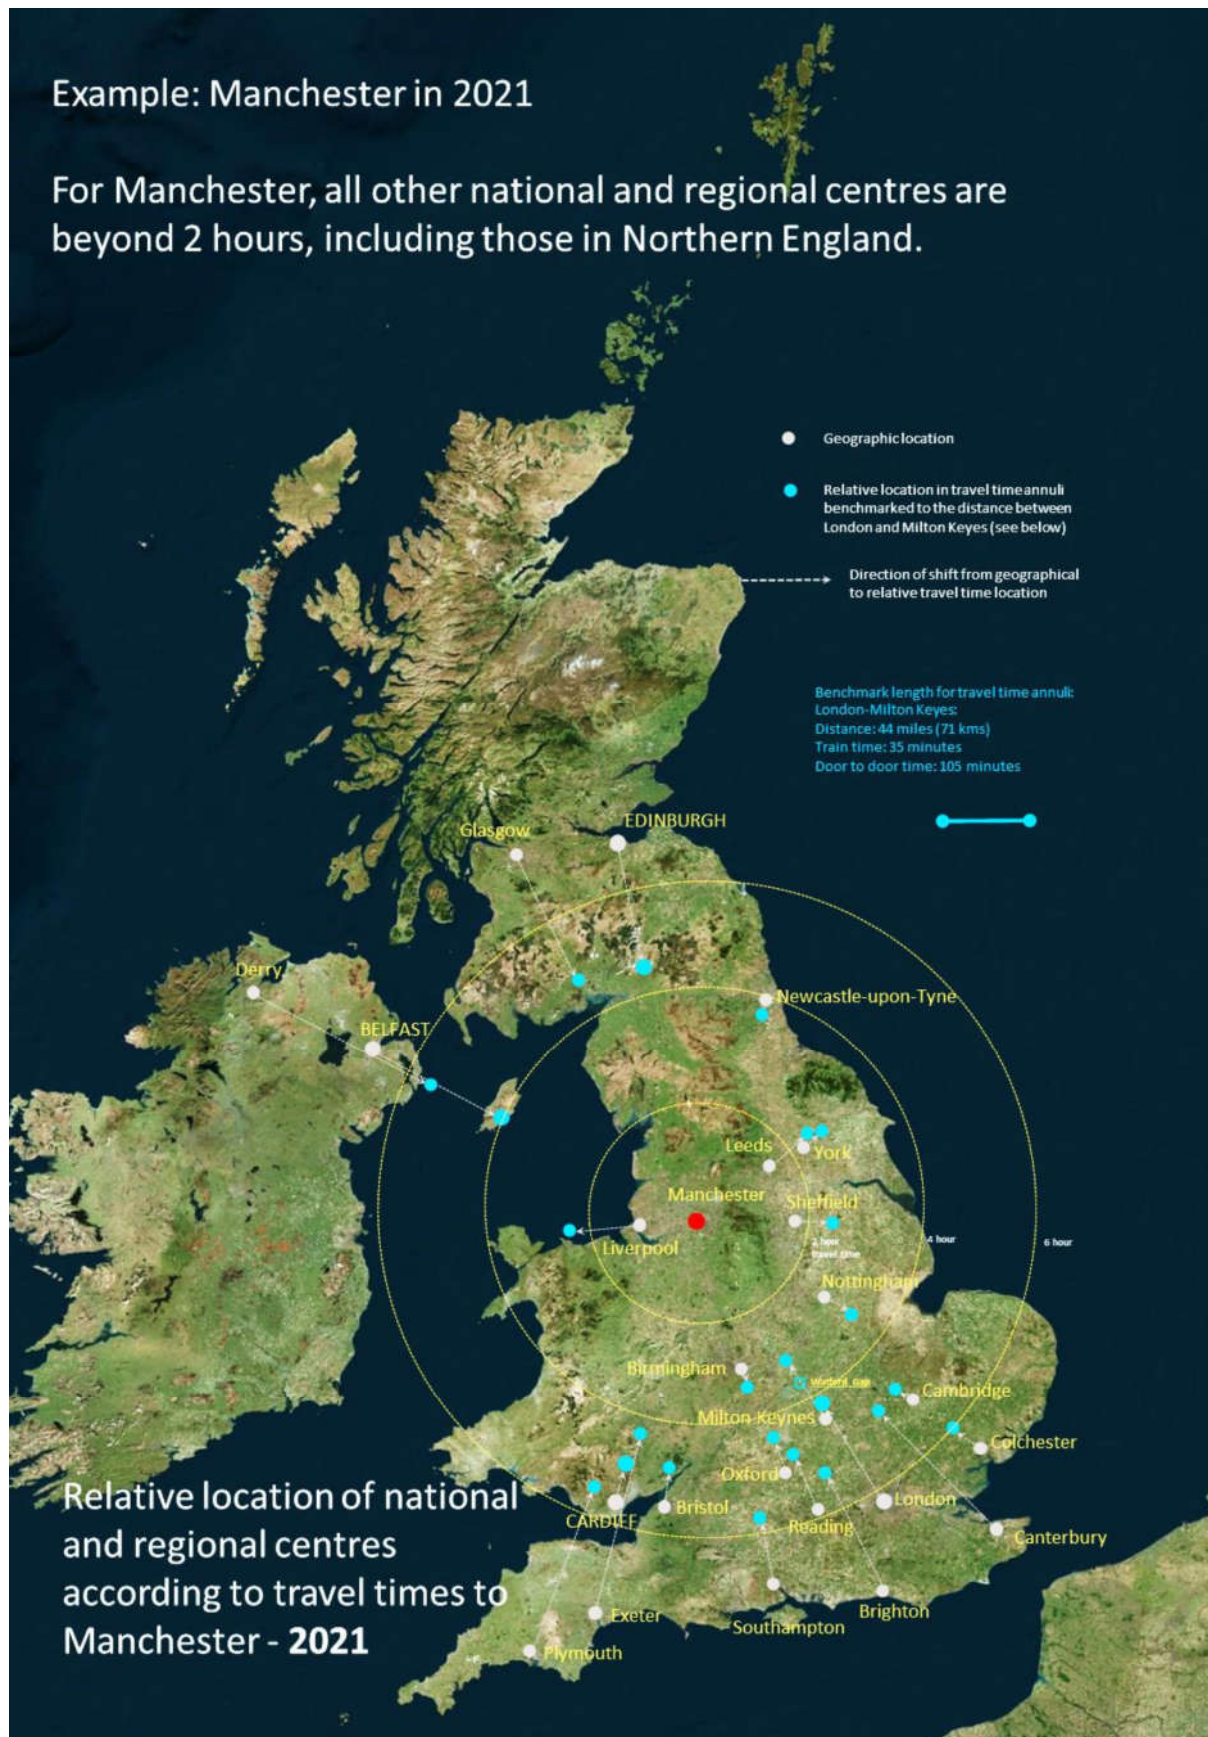 Example: Manchester in 2021
For Manchester, all other national and regional centres are
beyond 2 hours, including those in Northern England.
Geographic location
Relative location in travel time annuli
benchmarked to the distance between
London and Milton Keyes (see below)
Direction of shift from geographical
to relative travel time location
Benchmark length for travel time annuli:
London-Milton Keyes:
Distance: 44 miles (71 kms)
Train time: 35 minutes
Door to door time: 105 minutes
EDINBURGH
Glasgow
Derry
Newcastle-upon-Tyne
BELFAST
Leeds
York
Manchester
Sheffield
Liverpool
2 hour
travel time
4 hour
6 hour
Nottingham
Birmingham
Watford Gap
Cambridge
Milton Keynes
Colchester
Oxford
London
Bristol
CARDIFF
Reading
Canterbury
Relative location of national
and regional centres
according to travel times to
Manchester - 2021
Exeter
Brighton
Southampton
Plymouth